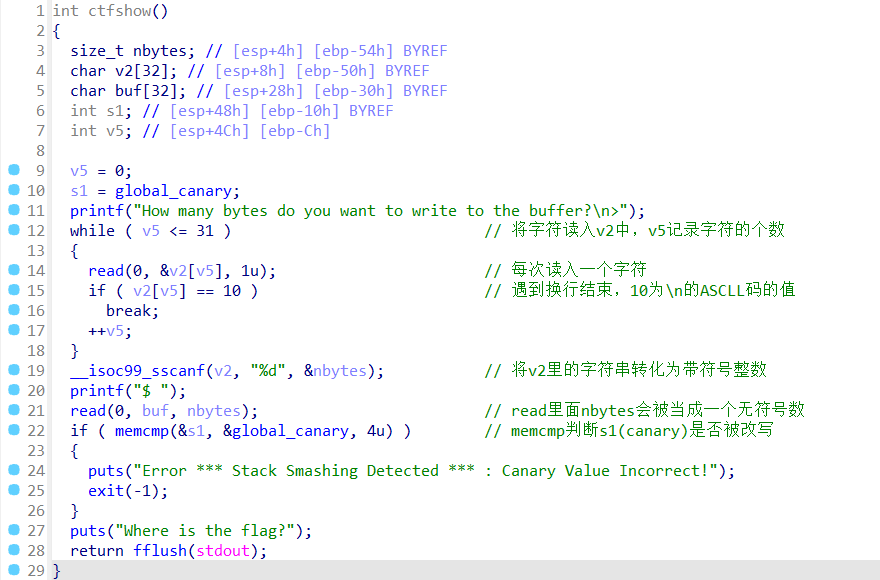 1 int ctfshow()
2 {
3   size_t nbytes; // [esp+4h] [ebp-54h] BYREF
4   char v2[32]; // [esp+8h] [ebp-50h] BYREF
5   char buf[32]; // [esp+28h] [ebp-30h] BYREF
6   int s1; // [esp+48h] [ebp-10h] BYREF
7   int v5; // [esp+4Ch] [ebp-Ch]
8
9   v5 = 0;
10   s1 = global_canary;
11   printf("How many bytes do you want to write to the buffer?\n>");
12   while ( v5 <= 31 )                            // 将字符读入v2中，v5记录字符的个数
13   {
14     read(0, &v2[v5], 1u);                       // 每次读入一个字符
15     if ( v2[v5] == 10 )                         // 遇到换行结束，10为\n的ASCLL码的值
16       break;
17     ++v5;
18   }
19   __isoc99_sscanf(v2, "%d", &nbytes);           // 将v2里的字符串转化为带符号整数
20   printf("$ ");
21   read(0, buf, nbytes);                         // read里面nbytes会被当成一个无符号数
22   if ( memcmp(&s1, &global_canary, 4u) )        // memcmp判断s1(canary)是否被改写
23   {
24     puts("Error *** Stack Smashing Detected *** : Canary Value Incorrect!");
25     exit(-1);
26   }
27   puts("Where is the flag?");
28   return fflush(stdout);
29 }